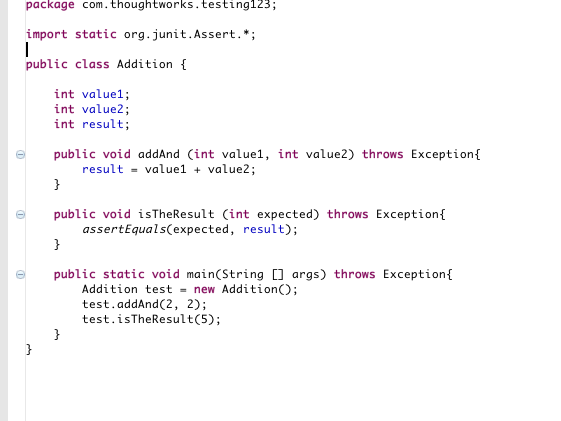 package com.thoughtworks.testing123;
import static org.junit.Assert.*;
public class Addition {
int value1;
int value2;
int result;
public void addAnd (int value1, int value2) throws Exception{
result = value1 + value2;
}
public void isTheResult (int expected) throws Exception{
assertEquals(expected, result);
}
public static void main(String [] args) throws Exception{
Addition test = new Addition();
test.addAnd(2, 2);
test.isTheResult(5);
}
}